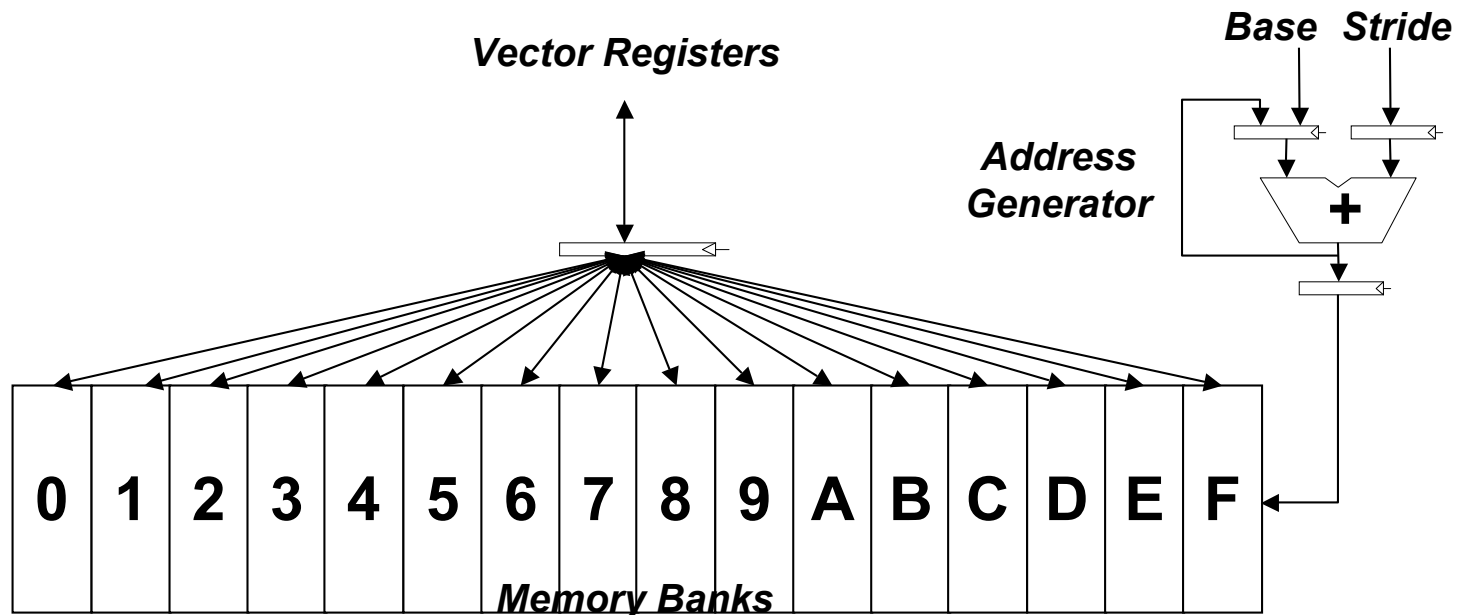 Base Stride
Vector Registers
Address
Generator
+
0 1 2 3 4 5 6 7 8 9 A B C D E F
Memory Banks